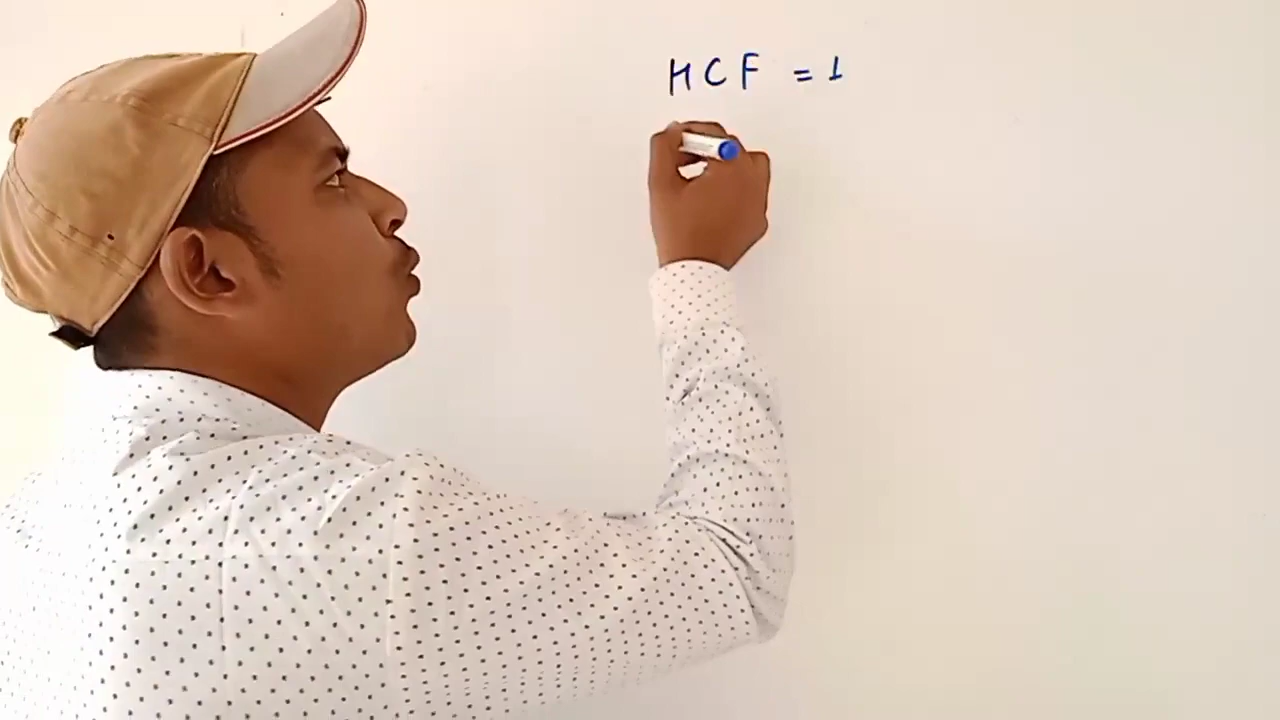 HCF = 1